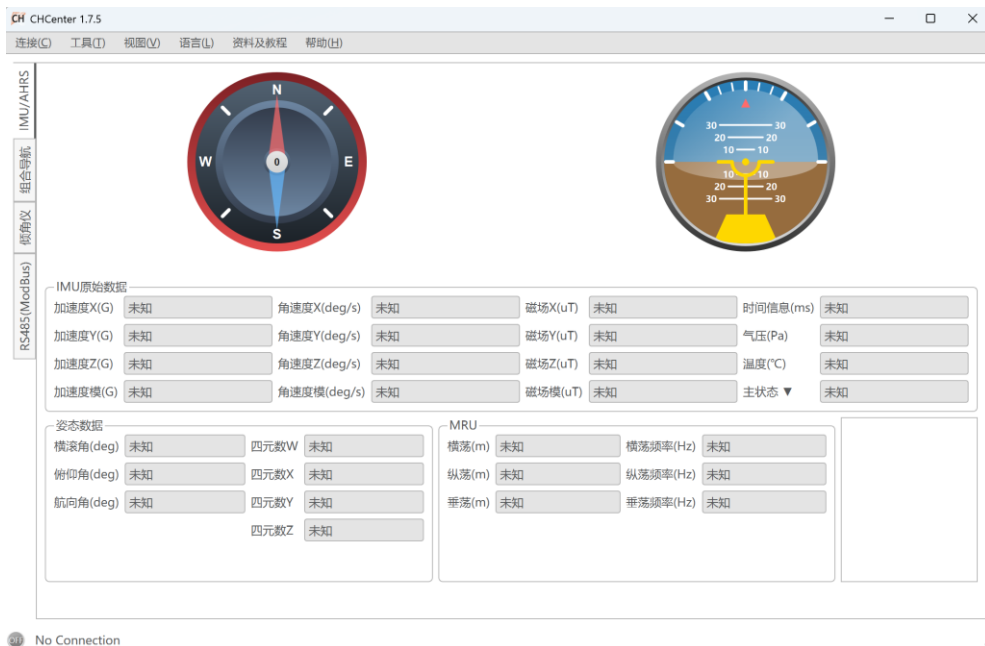 CH CHCenter 1.7.5
连接(C) 工具(T) 视图(V) 语言(L) 资料及教程 帮助(H)
IMU/AHRS
组合导航
倾角仪
RS485(ModBus)
N
W 0 E
S
30 30
20 20
10 10
10 10
20 20
30 30
IMU原始数据
加速度X(G) 未知 角速度X(deg/s) 未知 磁场X(uT) 未知 时间信息(ms) 未知
加速度Y(G) 未知 角速度Y(deg/s) 未知 磁场Y(uT) 未知 气压(Pa) 未知
加速度Z(G) 未知 角速度Z(deg/s) 未知 磁场Z(uT) 未知 温度(℃) 未知
加速度模(G) 未知 角速度模(deg/s) 未知 磁场模(uT) 未知 主状态 ▼ 未知
姿态数据 MRU
横滚角(deg) 未知 四元数W 未知 横荡(m) 未知 横荡频率(Hz) 未知
俯仰角(deg) 未知 四元数X 未知 纵荡(m) 未知 纵荡频率(Hz) 未知
航向角(deg) 未知 四元数Y 未知 垂荡(m) 未知 垂荡频率(Hz) 未知
四元数Z 未知
No Connection